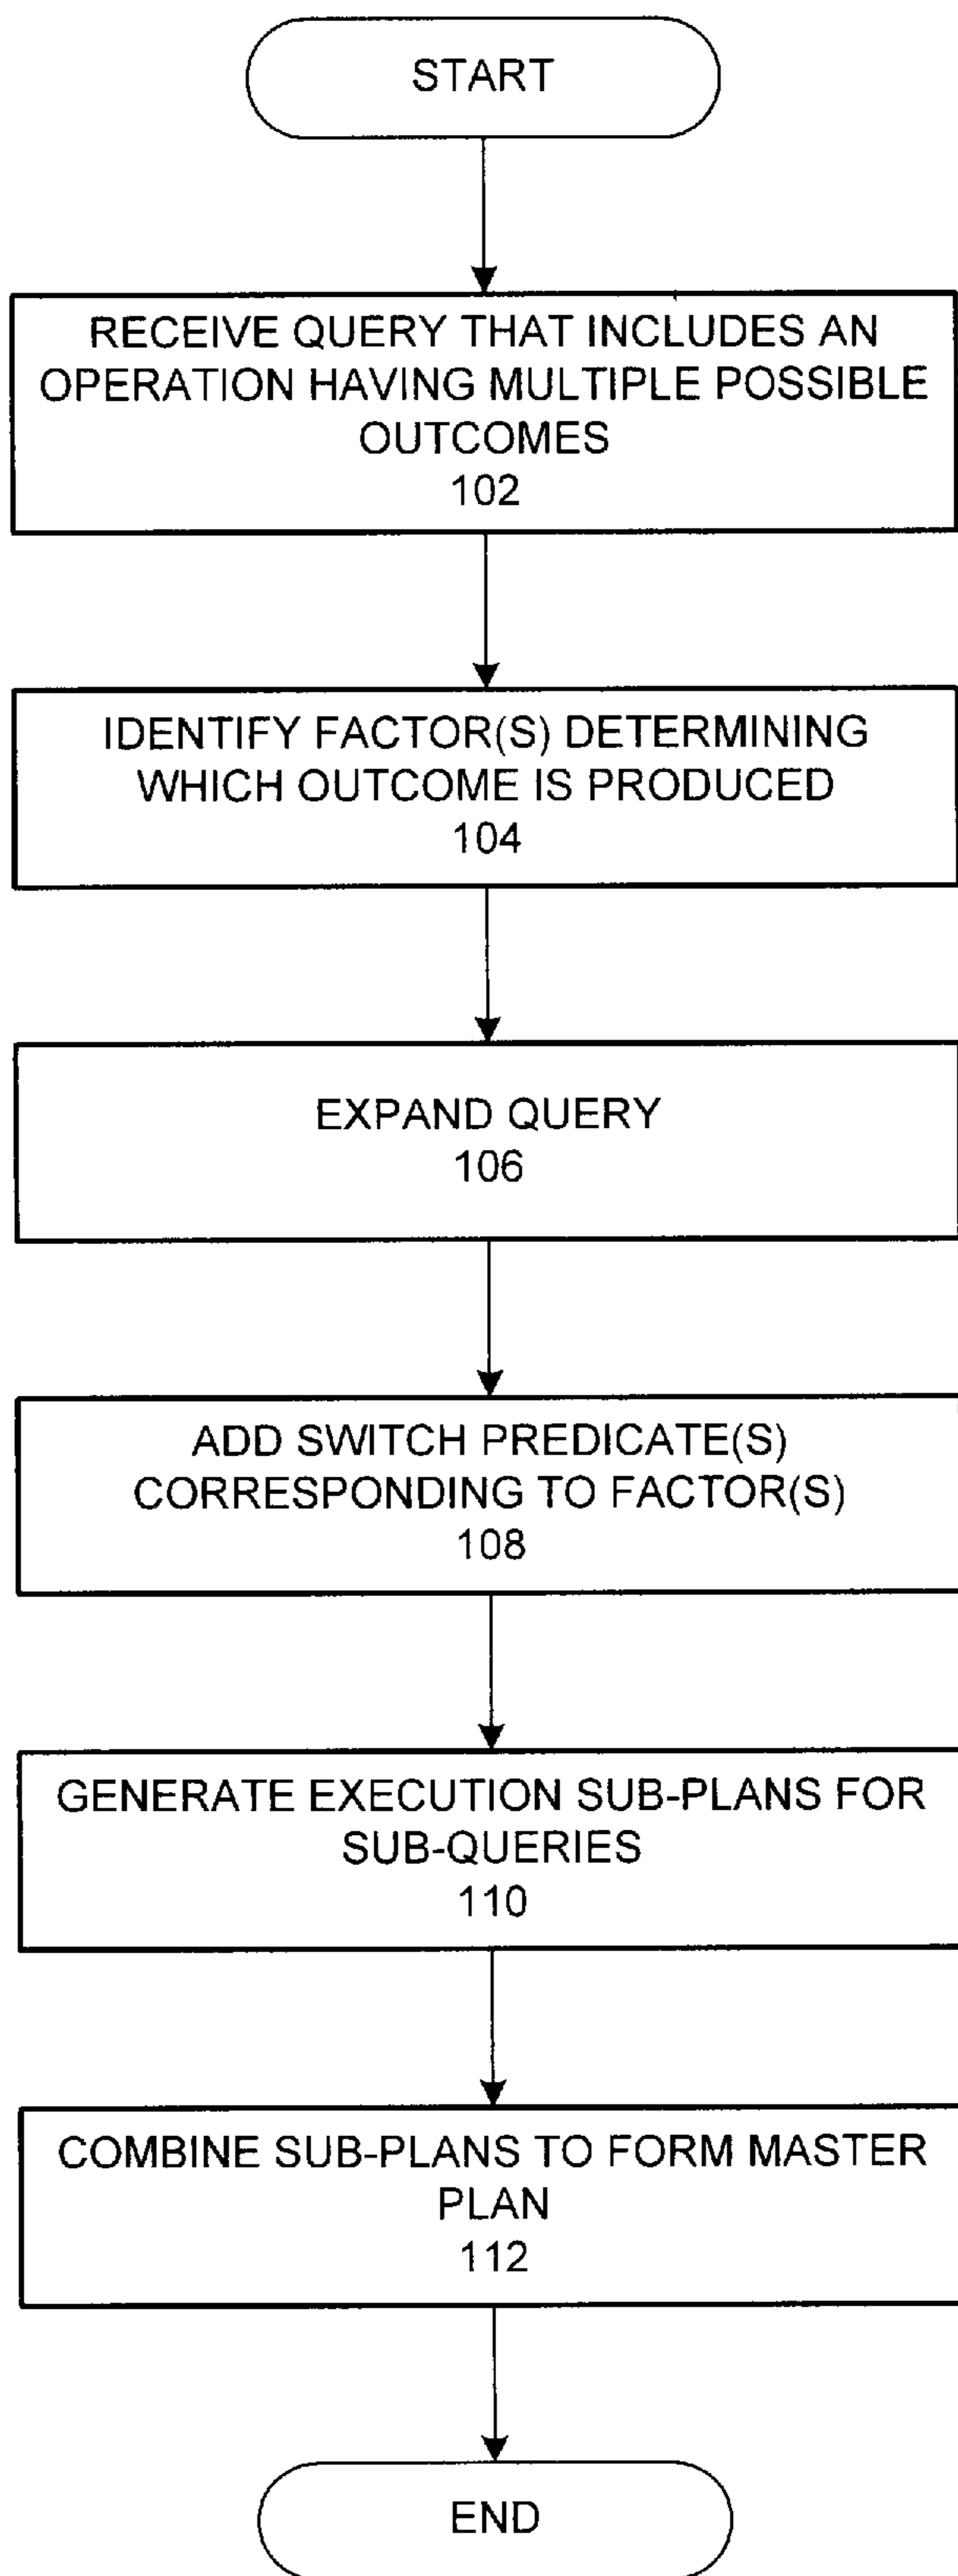 START
RECEIVE QUERY THAT INCLUDES AN
OPERATION HAVING MULTIPLE POSSIBLE
OUTCOMES
102
IDENTIFY FACTOR(S) DETERMINING
WHICH OUTCOME IS PRODUCED
104
EXPAND QUERY
106
ADD SWITCH PREDICATE(S)
CORRESPONDING TO FACTOR(S)
108
GENERATE EXECUTION SUB-PLANS FOR
SUB-QUERIES
110
COMBINE SUB-PLANS TO FORM MASTER
PLAN
112
END